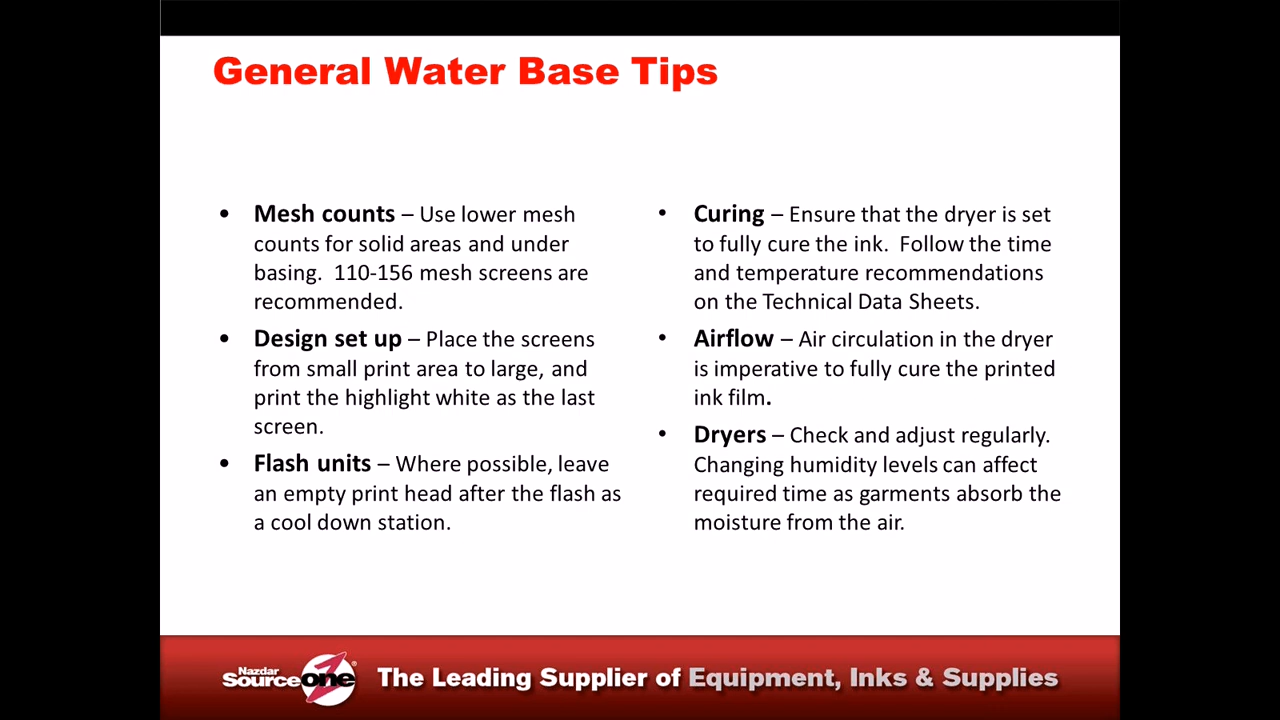 General Water Base Tips
• Mesh counts – Use lower mesh
counts for solid areas and under
basing.  110-156 mesh screens are
recommended.
• Design set up – Place the screens
from small print area to large, and
print the highlight white as the last
screen.
• Flash units – Where possible, leave
an empty print head after the flash as
a cool down station.
• Curing – Ensure that the dryer is set
to fully cure the ink.  Follow the time
and temperature recommendations
on the Technical Data Sheets.
• Airflow – Air circulation in the dryer
is imperative to fully cure the printed
ink film.
• Dryers – Check and adjust regularly.
Changing humidity levels can affect
required time as garments absorb the
moisture from the air.
Nazdar
sourceone®
The Leading Supplier of Equipment, Inks & Supplies